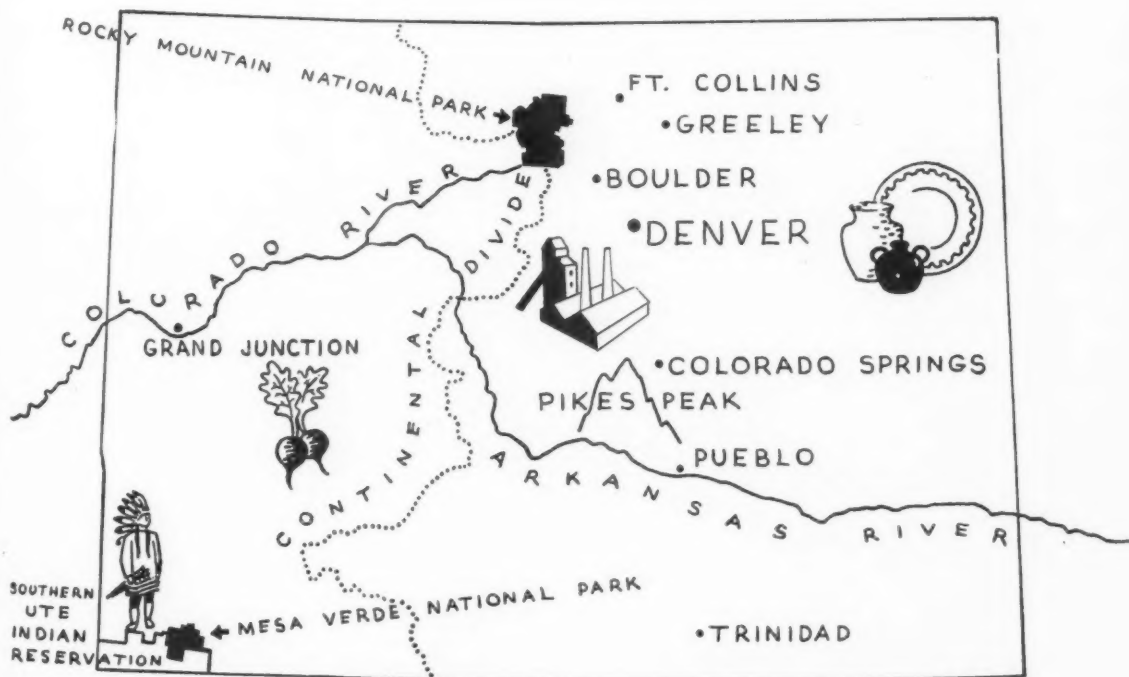 ROCKY MOUNTAIN NATIONAL PARK
FT. COLLINS
GREELEY
BOULDER
DENVER
COLORADO RIVER
CONTINENTAL DIVIDE
GRAND JUNCTION
COLORADO SPRINGS
PIKES PEAK
PUEBLO
ARKANSAS RIVER
SOUTHERN
UTE
INDIAN
RESERVATION
MESA VERDE NATIONAL PARK
TRINIDAD